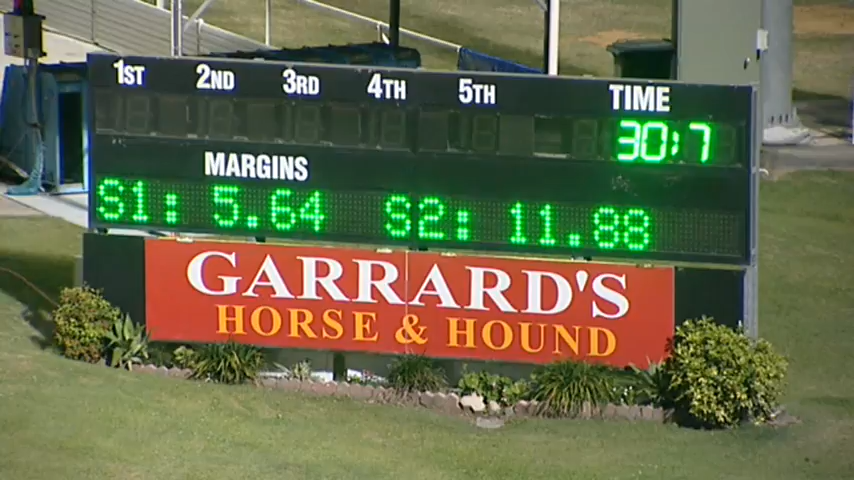 1ST 2ND 3RD 4TH 5TH TIME
30:7
MARGINS
S1: 5.64 S2: 11.88
GARRARD'S
HORSE & HOUND